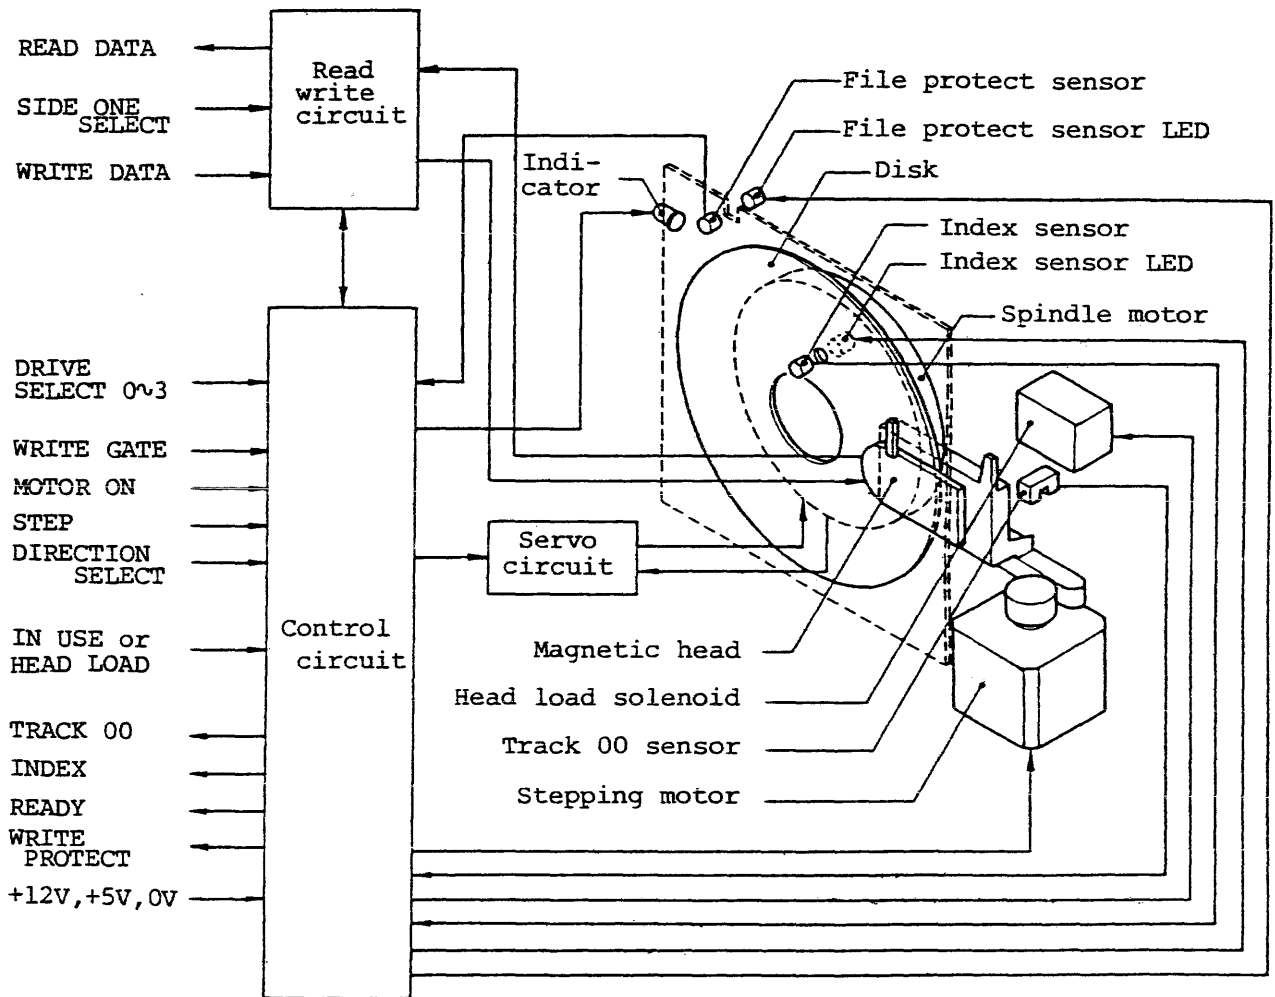 READ DATA
SIDE ONE
SELECT
WRITE DATA
Read
write
circuit
File protect sensor
File protect sensor LED
Indi-
cator
Disk
Index sensor
Index sensor LED
Spindle motor
DRIVE
SELECT 0~3
WRITE GATE
MOTOR ON
STEP
DIRECTION
SELECT
IN USE or
HEAD LOAD
TRACK 00
INDEX
READY
WRITE
PROTECT
+12V,+5V,0V
Control
circuit
Servo
circuit
Magnetic head
Head load solenoid
Track 00 sensor
Stepping motor